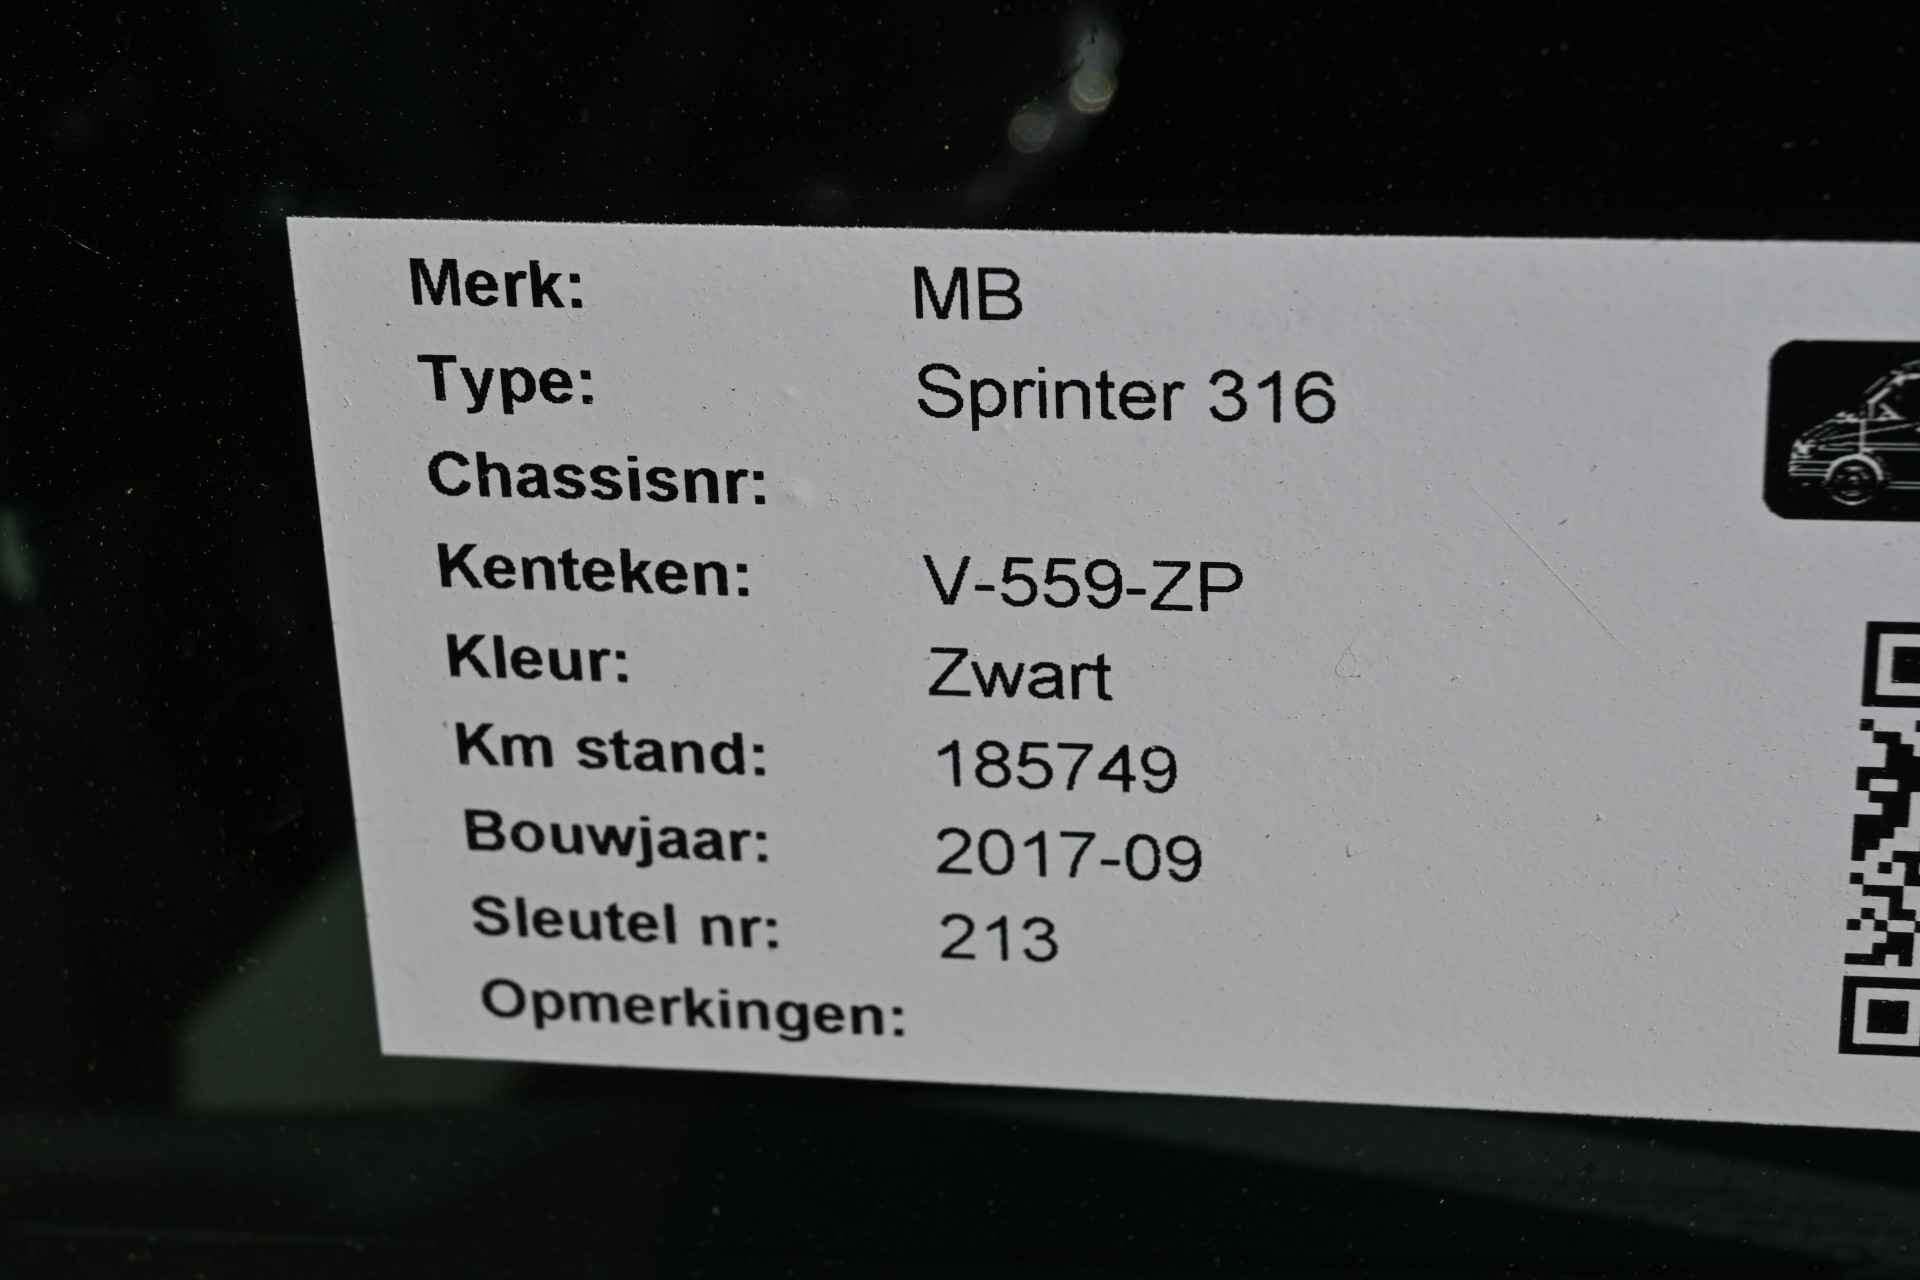 Merk: MB
Type: Sprinter 316
Chassisnr:
Kenteken: V-559-ZP
Kleur: Zwart
Km stand: 185749
Bouwjaar: 2017-09
Sleutel nr: 213
Opmerkingen: